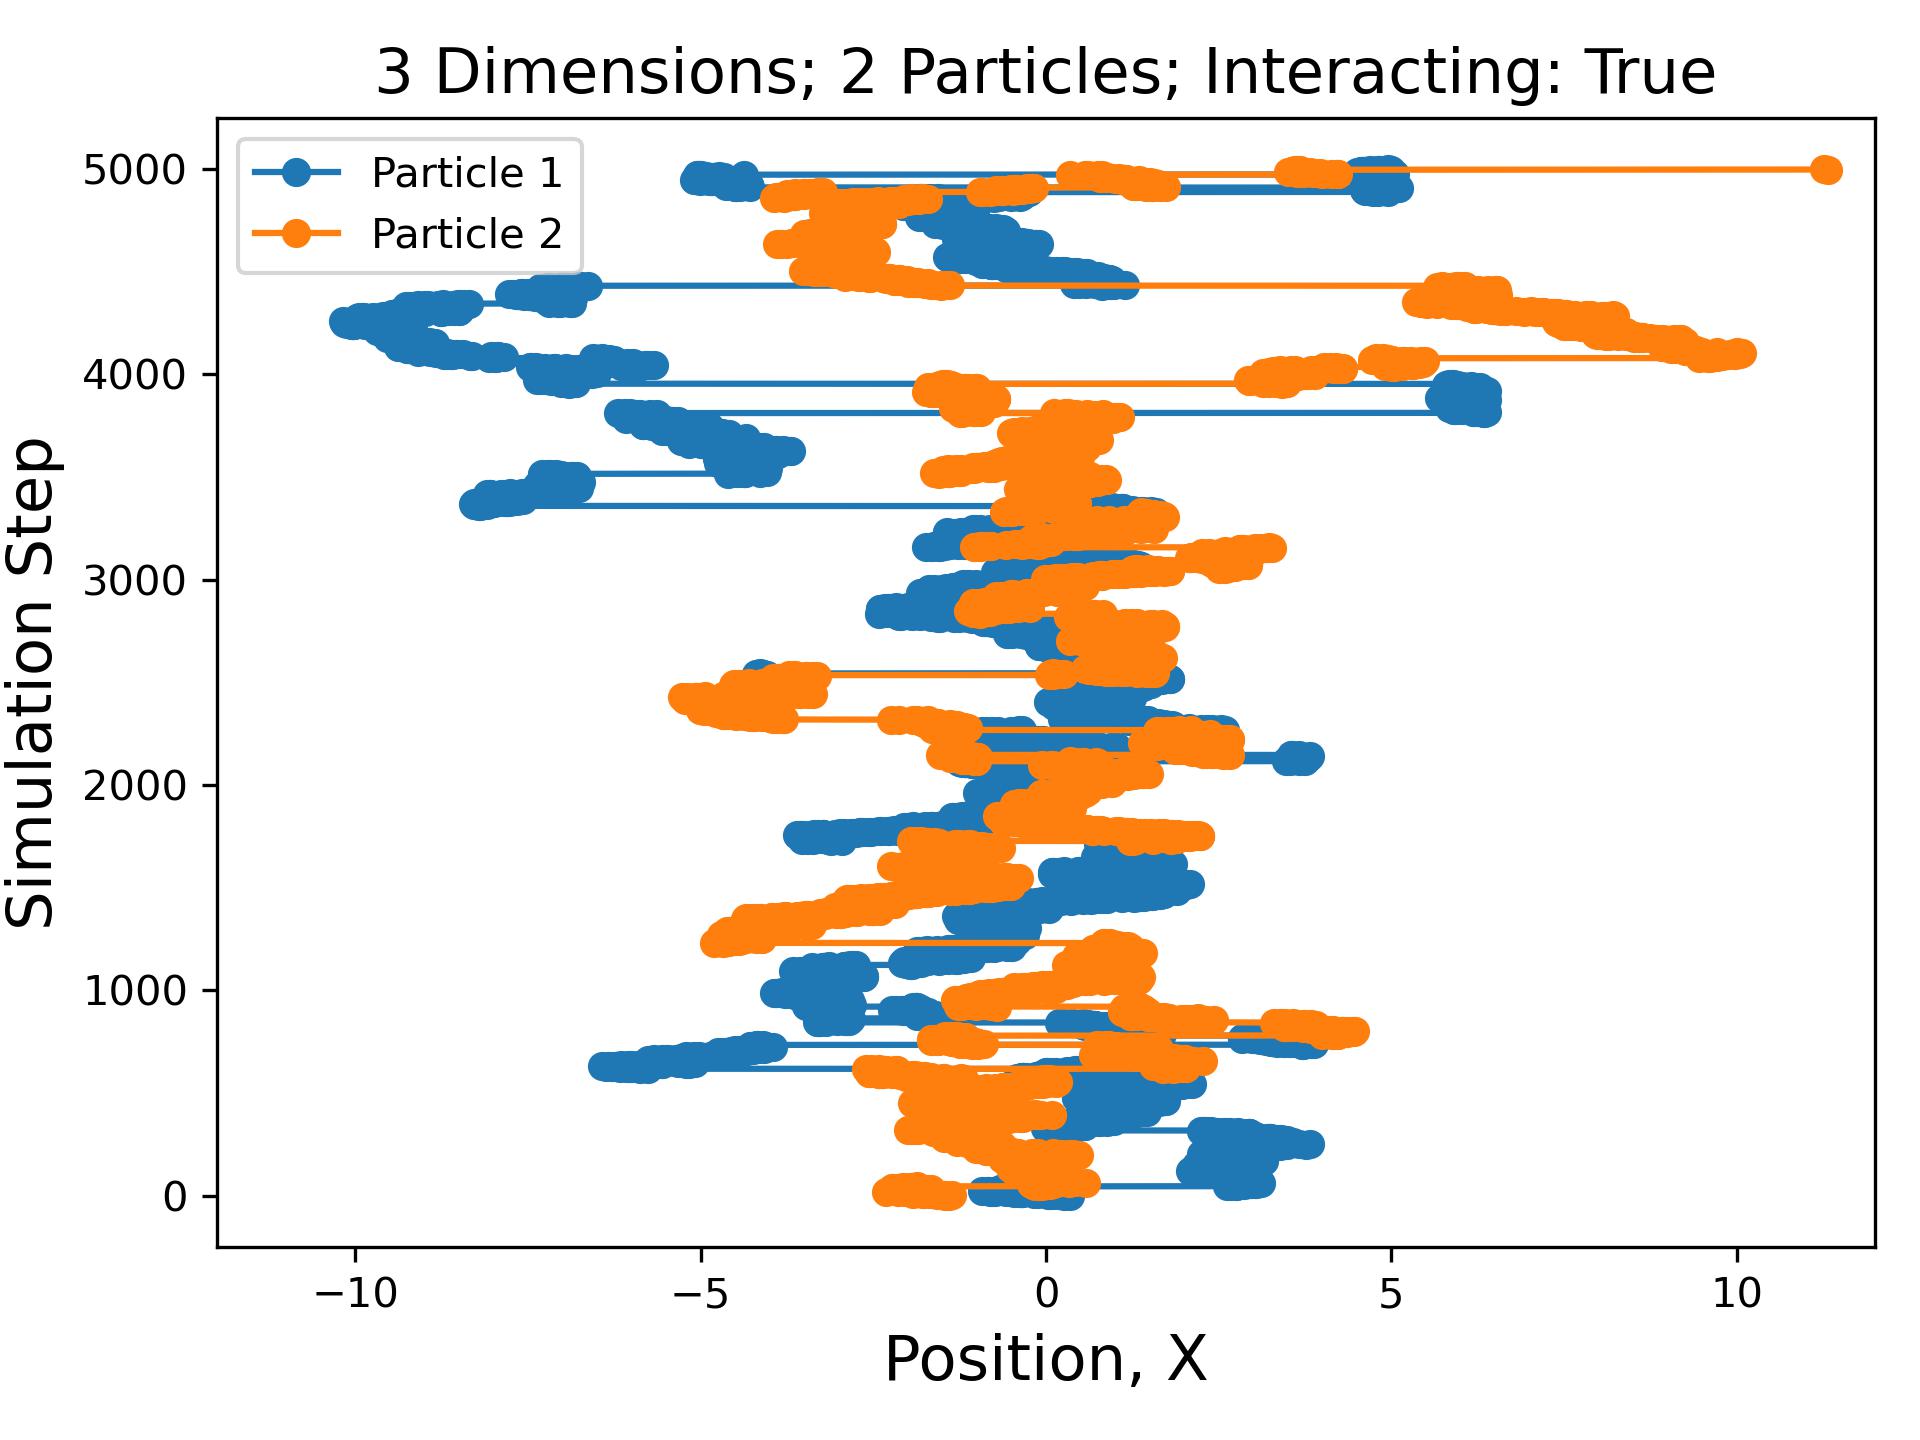 3 Dimensions; 2 Particles; Interacting: True
Particle 1
Particle 2
Simulation Step
5000
4000
3000
2000
1000
0
−10
−5
0
5
10
Position, X